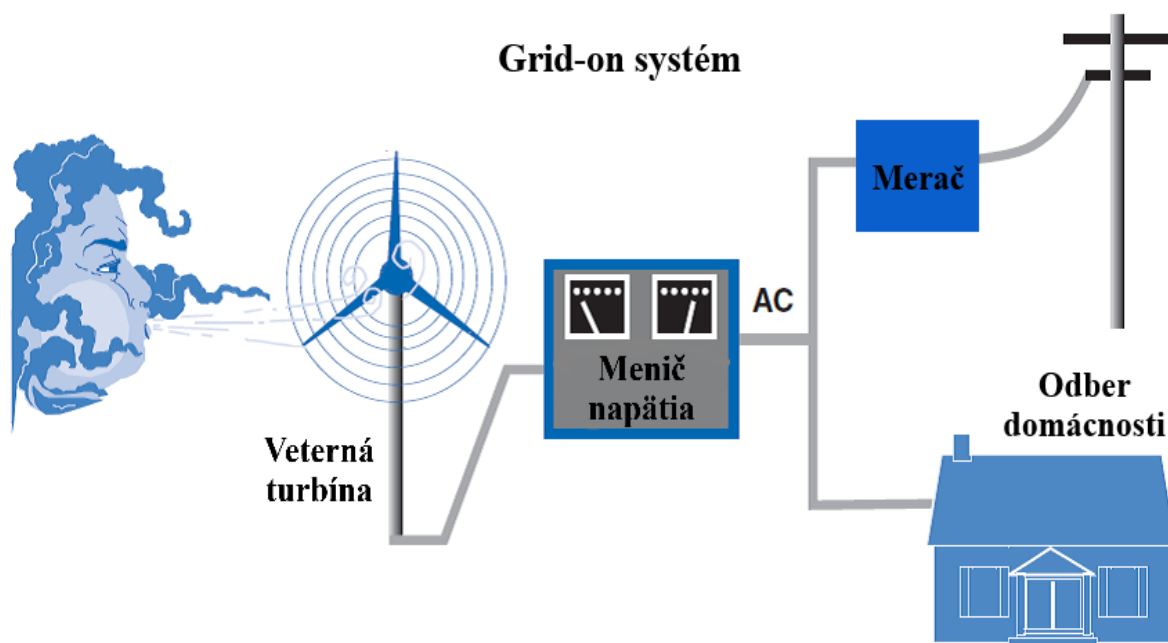 Grid-on systém
Merač
AC
Menič
napätia
Odber
domácnosti
Veterná
turbína